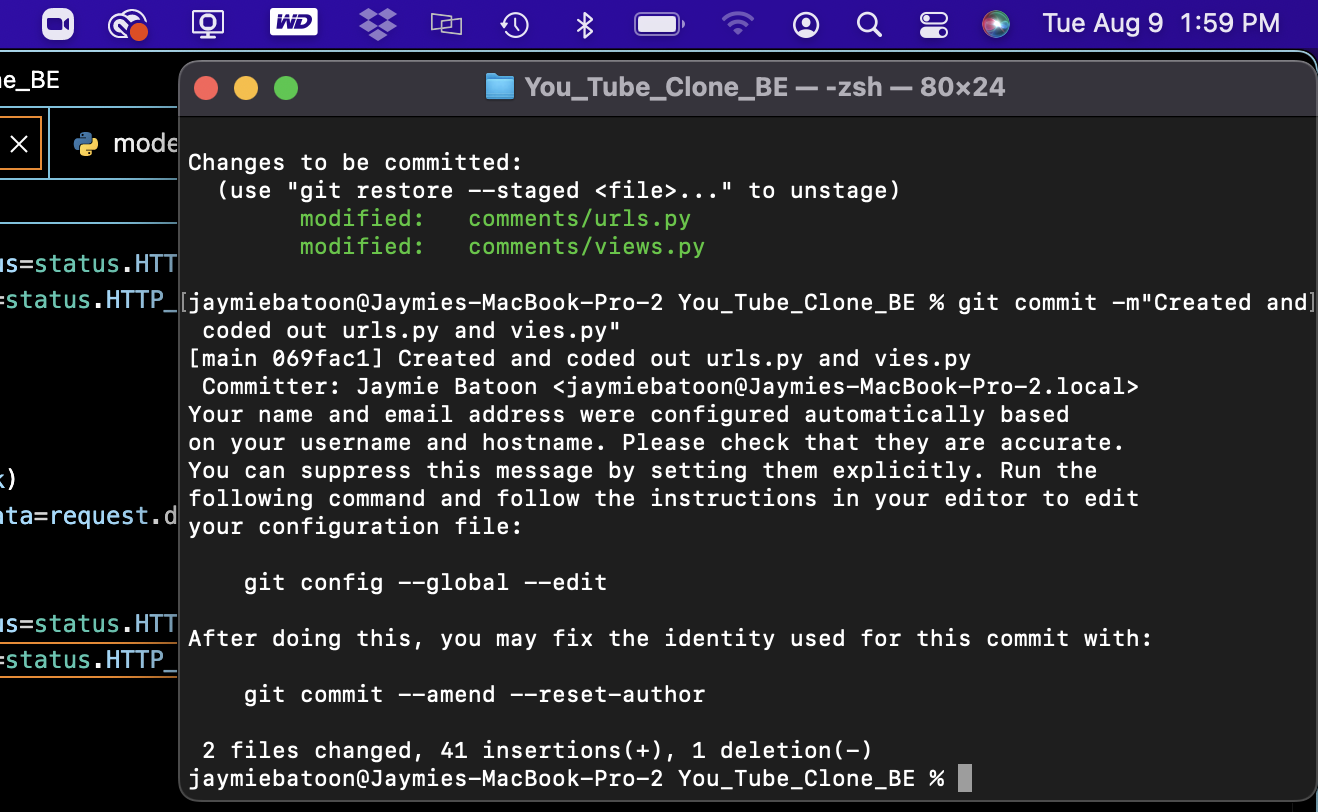 WD
Tue Aug 9 1:59 PM
ne_BE
You_Tube_Clone_BE — -zsh — 80×24
mode
Changes to be committed:
(use "git restore --staged <file>..." to unstage)
modified: comments/urls.py
modified: comments/views.py
us=status.HTT
=status.HTTP_
[jaymiebatoon@Jaymies-MacBook-Pro-2 You_Tube_Clone_BE % git commit -m"Created and]
coded out urls.py and vies.py"
[main 069fac1] Created and coded out urls.py and vies.py
Committer: Jaymie Batoon <jaymiebatoon@Jaymies-MacBook-Pro-2.local>
Your name and email address were configured automatically based
on your username and hostname. Please check that they are accurate.
You can suppress this message by setting them explicitly. Run the
following command and follow the instructions in your editor to edit
your configuration file:
k)
ata=request.d
git config --global --edit
us=status.HTT
=status.HTTP_
After doing this, you may fix the identity used for this commit with:
git commit --amend --reset-author
2 files changed, 41 insertions(+), 1 deletion(-)
jaymiebatoon@Jaymies-MacBook-Pro-2 You_Tube_Clone_BE %